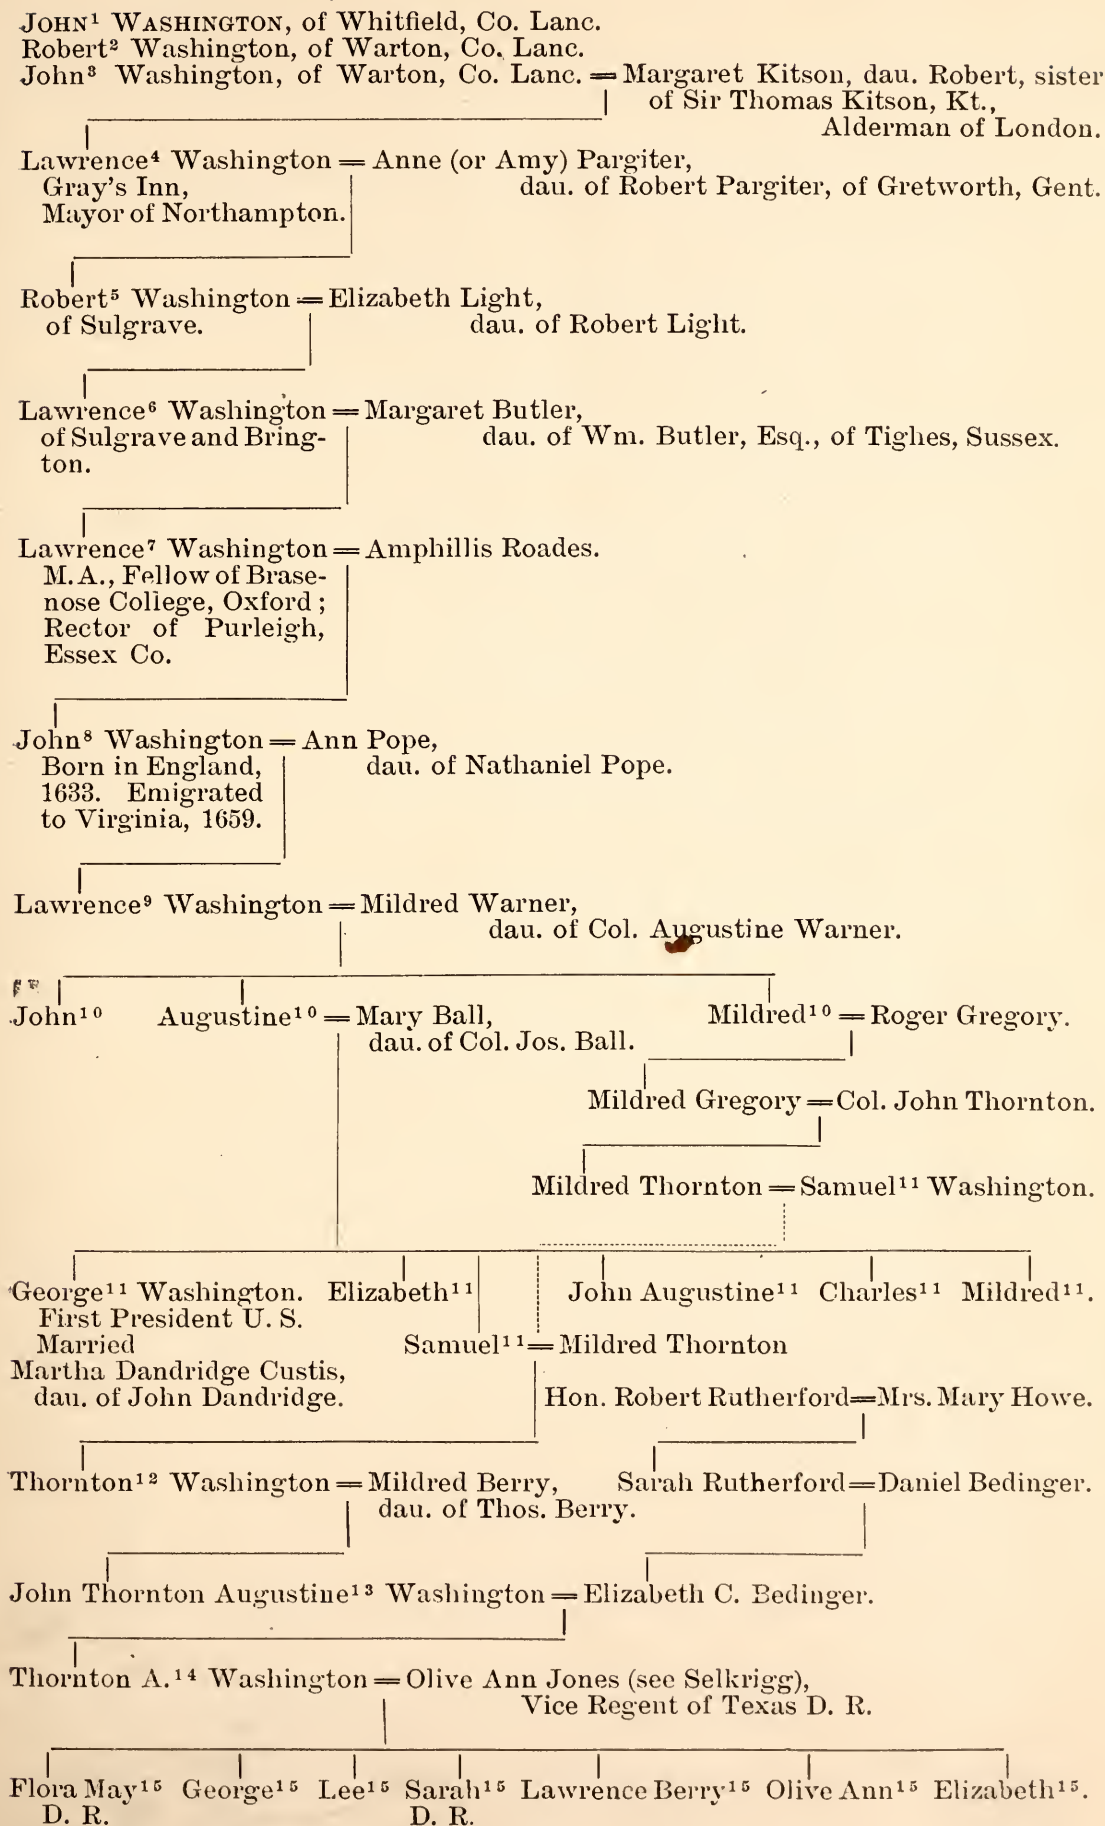 JOHN¹ WASHINGTON, of Whitfield, Co. Lanc.
Robert² Washington, of Warton, Co. Lanc.
John³ Washington, of Warton, Co. Lanc. = Margaret Kitson, dau. Robert, sister
of Sir Thomas Kitson, Kt.,
Alderman of London.
Lawrence⁴ Washington = Anne (or Amy) Pargiter,
Gray's Inn, dau. of Robert Pargiter, of Gretworth, Gent.
Mayor of Northampton.
Robert⁵ Washington = Elizabeth Light,
of Sulgrave. dau. of Robert Light.
Lawrence⁶ Washington = Margaret Butler,
of Sulgrave and Bring- dau. of Wm. Butler, Esq., of Tighes, Sussex.
ton.
Lawrence⁷ Washington = Amphillis Roades.
M.A., Fellow of Brase-
nose College, Oxford;
Rector of Purleigh,
Essex Co.
John⁸ Washington = Ann Pope,
Born in England, dau. of Nathaniel Pope.
1633. Emigrated
to Virginia, 1659.
Lawrence⁹ Washington = Mildred Warner,
dau. of Col. Augustine Warner.
John¹⁰ Augustine¹⁰ = Mary Ball, Mildred¹⁰ = Roger Gregory.
dau. of Col. Jos. Ball.
Mildred Gregory = Col. John Thornton.
Mildred Thornton = Samuel¹¹ Washington.
George¹¹ Washington. Elizabeth¹¹ John Augustine¹¹ Charles¹¹ Mildred¹¹.
First President U. S.
Married Samuel¹¹ = Mildred Thornton
Martha Dandridge Custis,
dau. of John Dandridge. Hon. Robert Rutherford = Mrs. Mary Howe.
Thornton¹² Washington = Mildred Berry, Sarah Rutherford = Daniel Bedinger.
dau. of Thos. Berry.
John Thornton Augustine¹³ Washington = Elizabeth C. Bedinger.
Thornton A.¹⁴ Washington = Olive Ann Jones (see Selkrigg),
Vice Regent of Texas D. R.
Flora May¹⁵ George¹⁵ Lee¹⁵ Sarah¹⁵ Lawrence Berry¹⁵ Olive Ann¹⁵ Elizabeth¹⁵.
D. R. D. R.